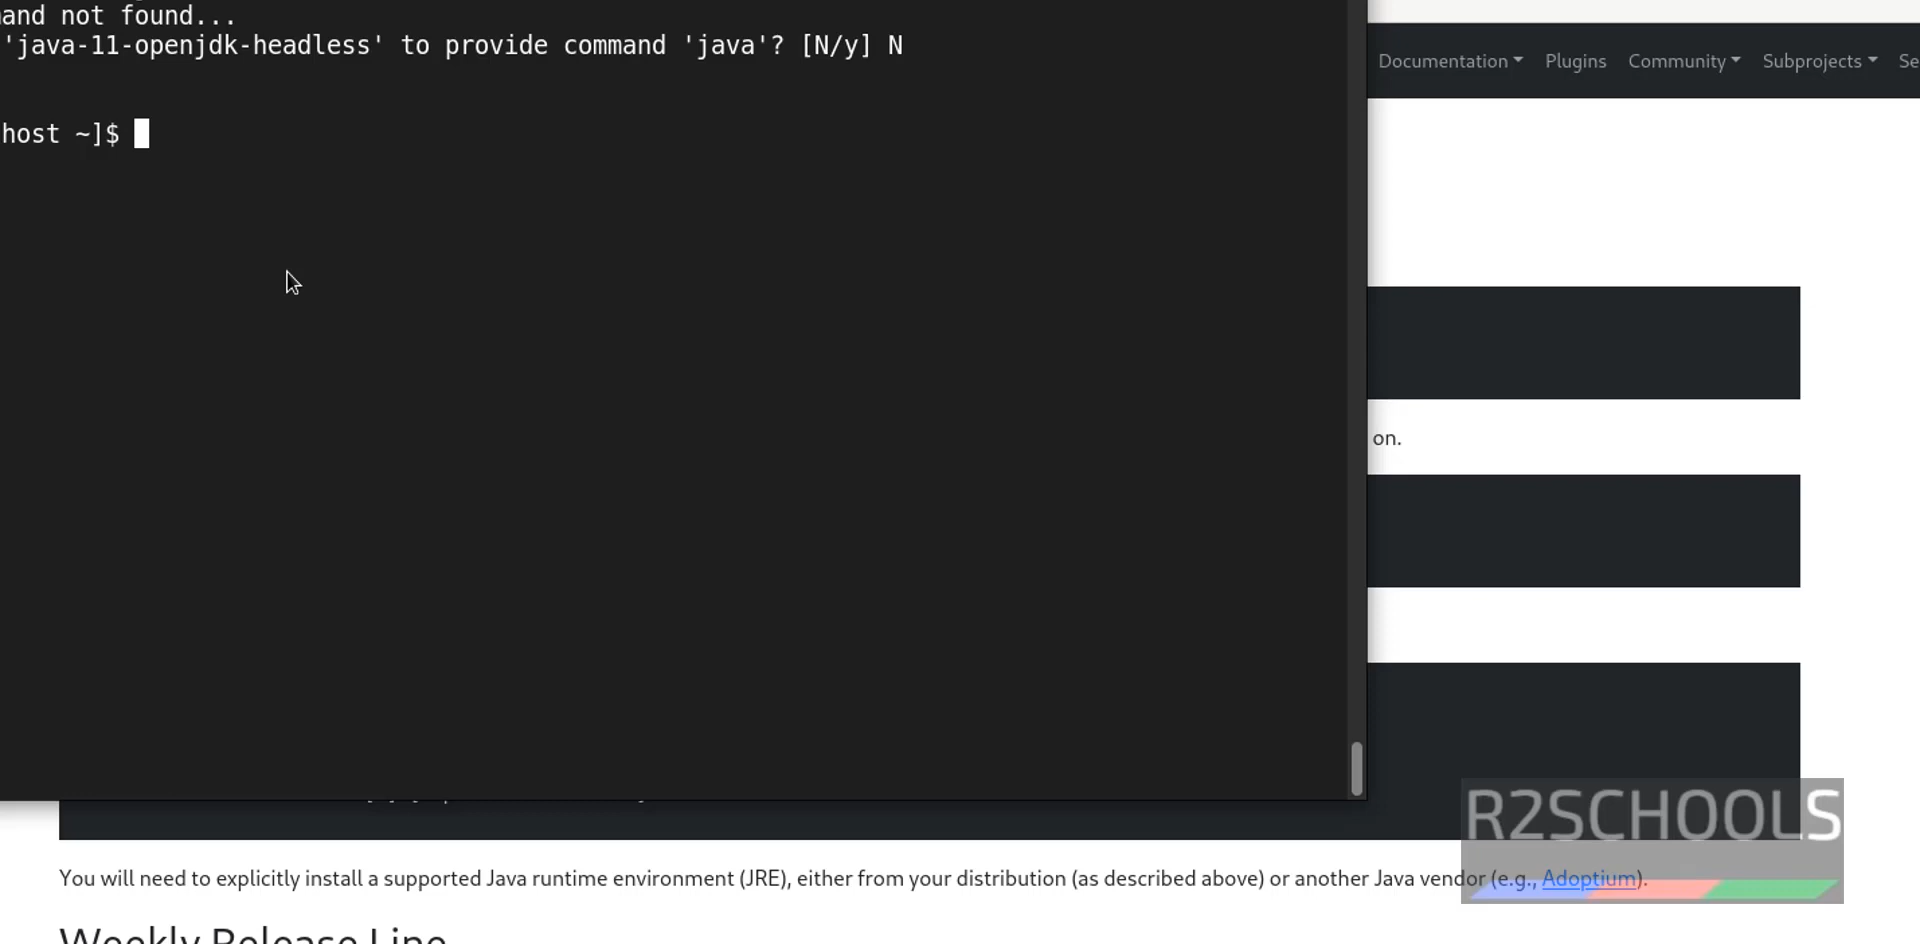 and not found...
'java-11-openjdk-headless' to provide command 'java'? [N/y] N
host ~]$
Documentation Plugins Community Subprojects Se
on.
R2SCHOOLS
You will need to explicitly install a supported Java runtime environment (JRE), either from your distribution (as described above) or another Java vendor (e.g., Adoptium).
Weekly Release Line